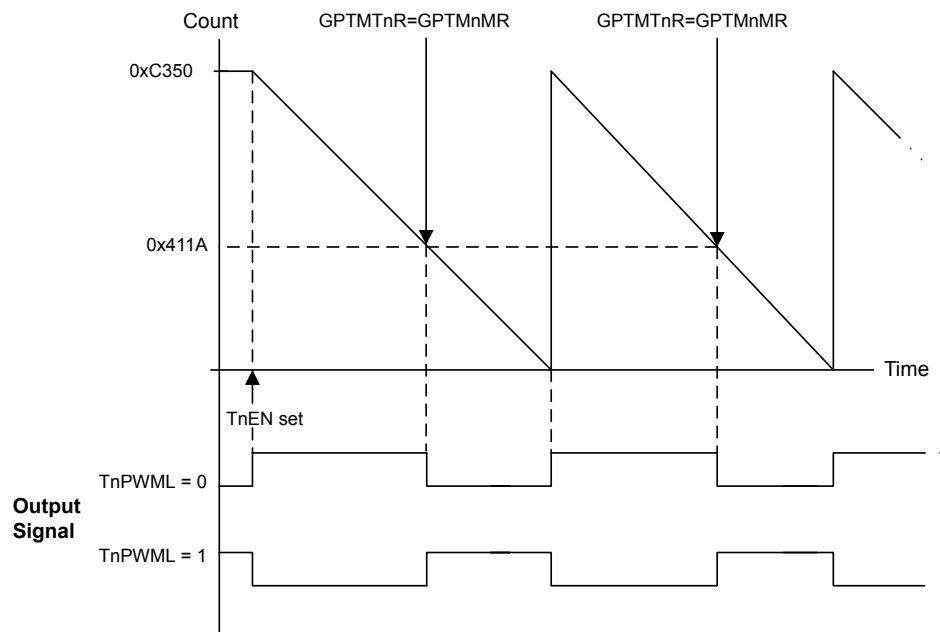 Count
GPTMTnR=GPTMnMR
GPTMTnR=GPTMnMR
0xC350
0x411A
Time
TnEN set
TnPWML = 0
Output
Signal
TnPWML = 1